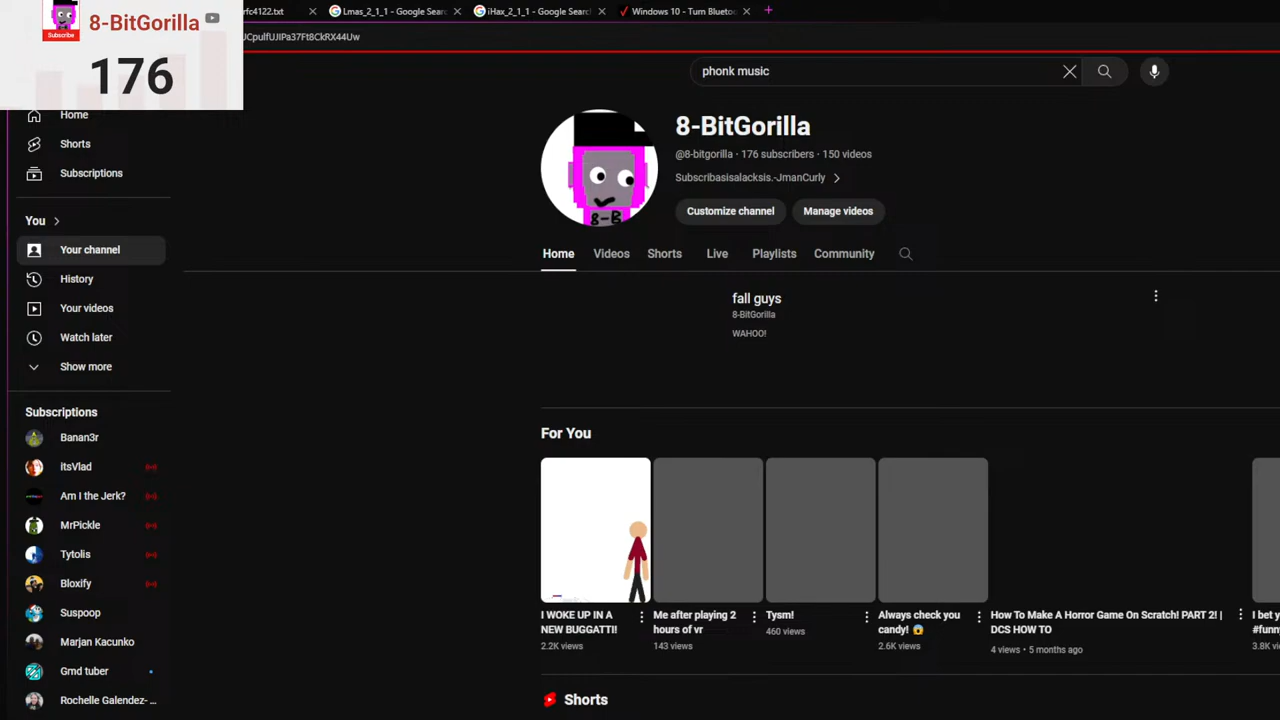 8-BitGorilla
Subscribe
176
rfc4122.txt
Lmas_2_1_1 - Google Sear
iHax_2_1_1 - Google Search
Windows 10 - Turn Bluetoo
JCpulfUJIPa37Ft8CkRX44Uw
phonk music
Home
Shorts
Subscriptions
You
Your channel
History
Your videos
Watch later
Show more
Subscriptions
Banan3r
itsVlad
Am I the Jerk?
MrPickle
Tytolis
Bloxify
Suspoop
Marjan Kacunko
Gmd tuber
Rochelle Galendez- ...
8-B
8-BitGorilla
@8-bitgorilla · 176 subscribers · 150 videos
Subscribasisalacksis.-JmanCurly
Customize channel
Manage videos
Home Videos Shorts Live Playlists Community
fall guys
8-BitGorilla
WAHOO!
For You
I WOKE UP IN A
NEW BUGGATTI!
2.2K views
Me after playing 2
hours of vr
143 views
Tysm!
460 views
Always check you
candy! 😱
2.6K views
How To Make A Horror Game On Scratch! PART 2! |
DCS HOW TO
4 views · 5 months ago
I bet y
#funn
3.8K v
Shorts